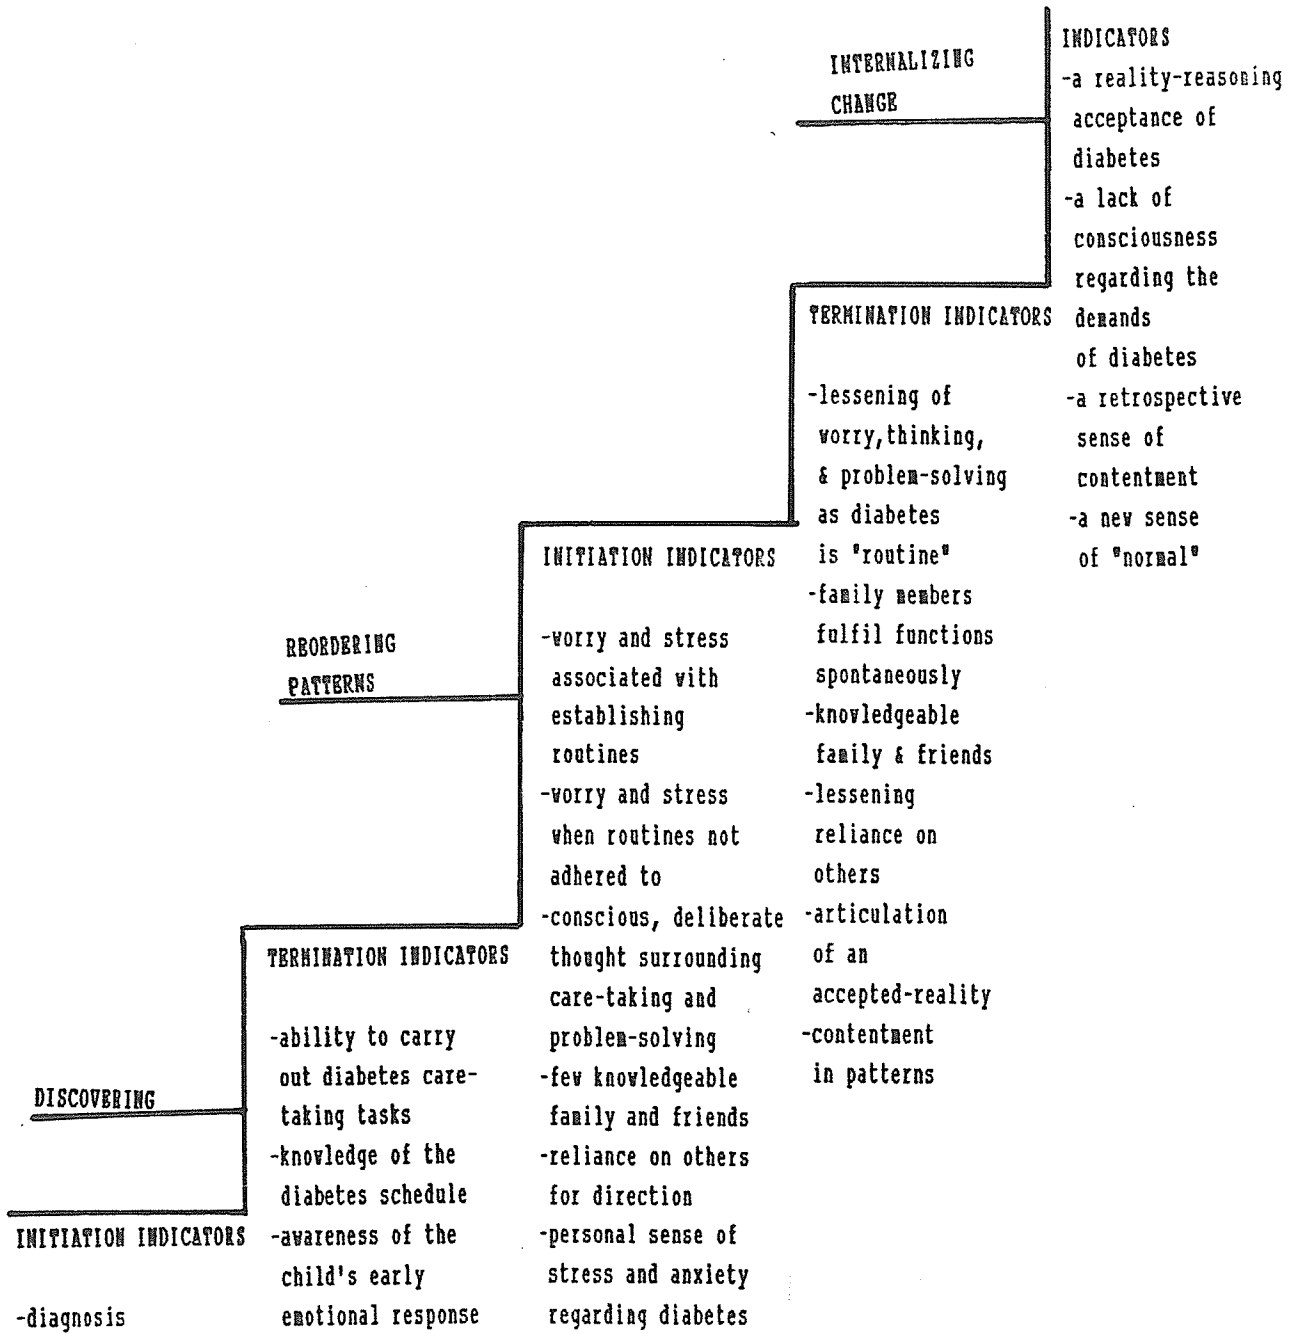 INTERNALIZING
CHANGE
INDICATORS
-a reality-reasoning
acceptance of
diabetes
-a lack of
consciousness
regarding the
demands
of diabetes
-a retrospective
sense of
contentment
-a new sense
of "normal"
TERMINATION INDICATORS
-lessening of
worry,thinking,
& problem-solving
as diabetes
is "routine"
-family members
fulfil functions
spontaneously
-knowledgeable
family & friends
-lessening
reliance on
others
-articulation
of an
accepted-reality
-contentment
in patterns
REORDERING
PATTERNS
INITIATION INDICATORS
-worry and stress
associated with
establishing
routines
-worry and stress
when routines not
adhered to
-conscious, deliberate
thought surrounding
care-taking and
problem-solving
-few knowledgeable
family and friends
-reliance on others
for direction
-personal sense of
stress and anxiety
regarding diabetes
TERMINATION INDICATORS
-ability to carry
out diabetes care-
taking tasks
-knowledge of the
diabetes schedule
-awareness of the
child's early
emotional response
DISCOVERING
INITIATION INDICATORS
-diagnosis